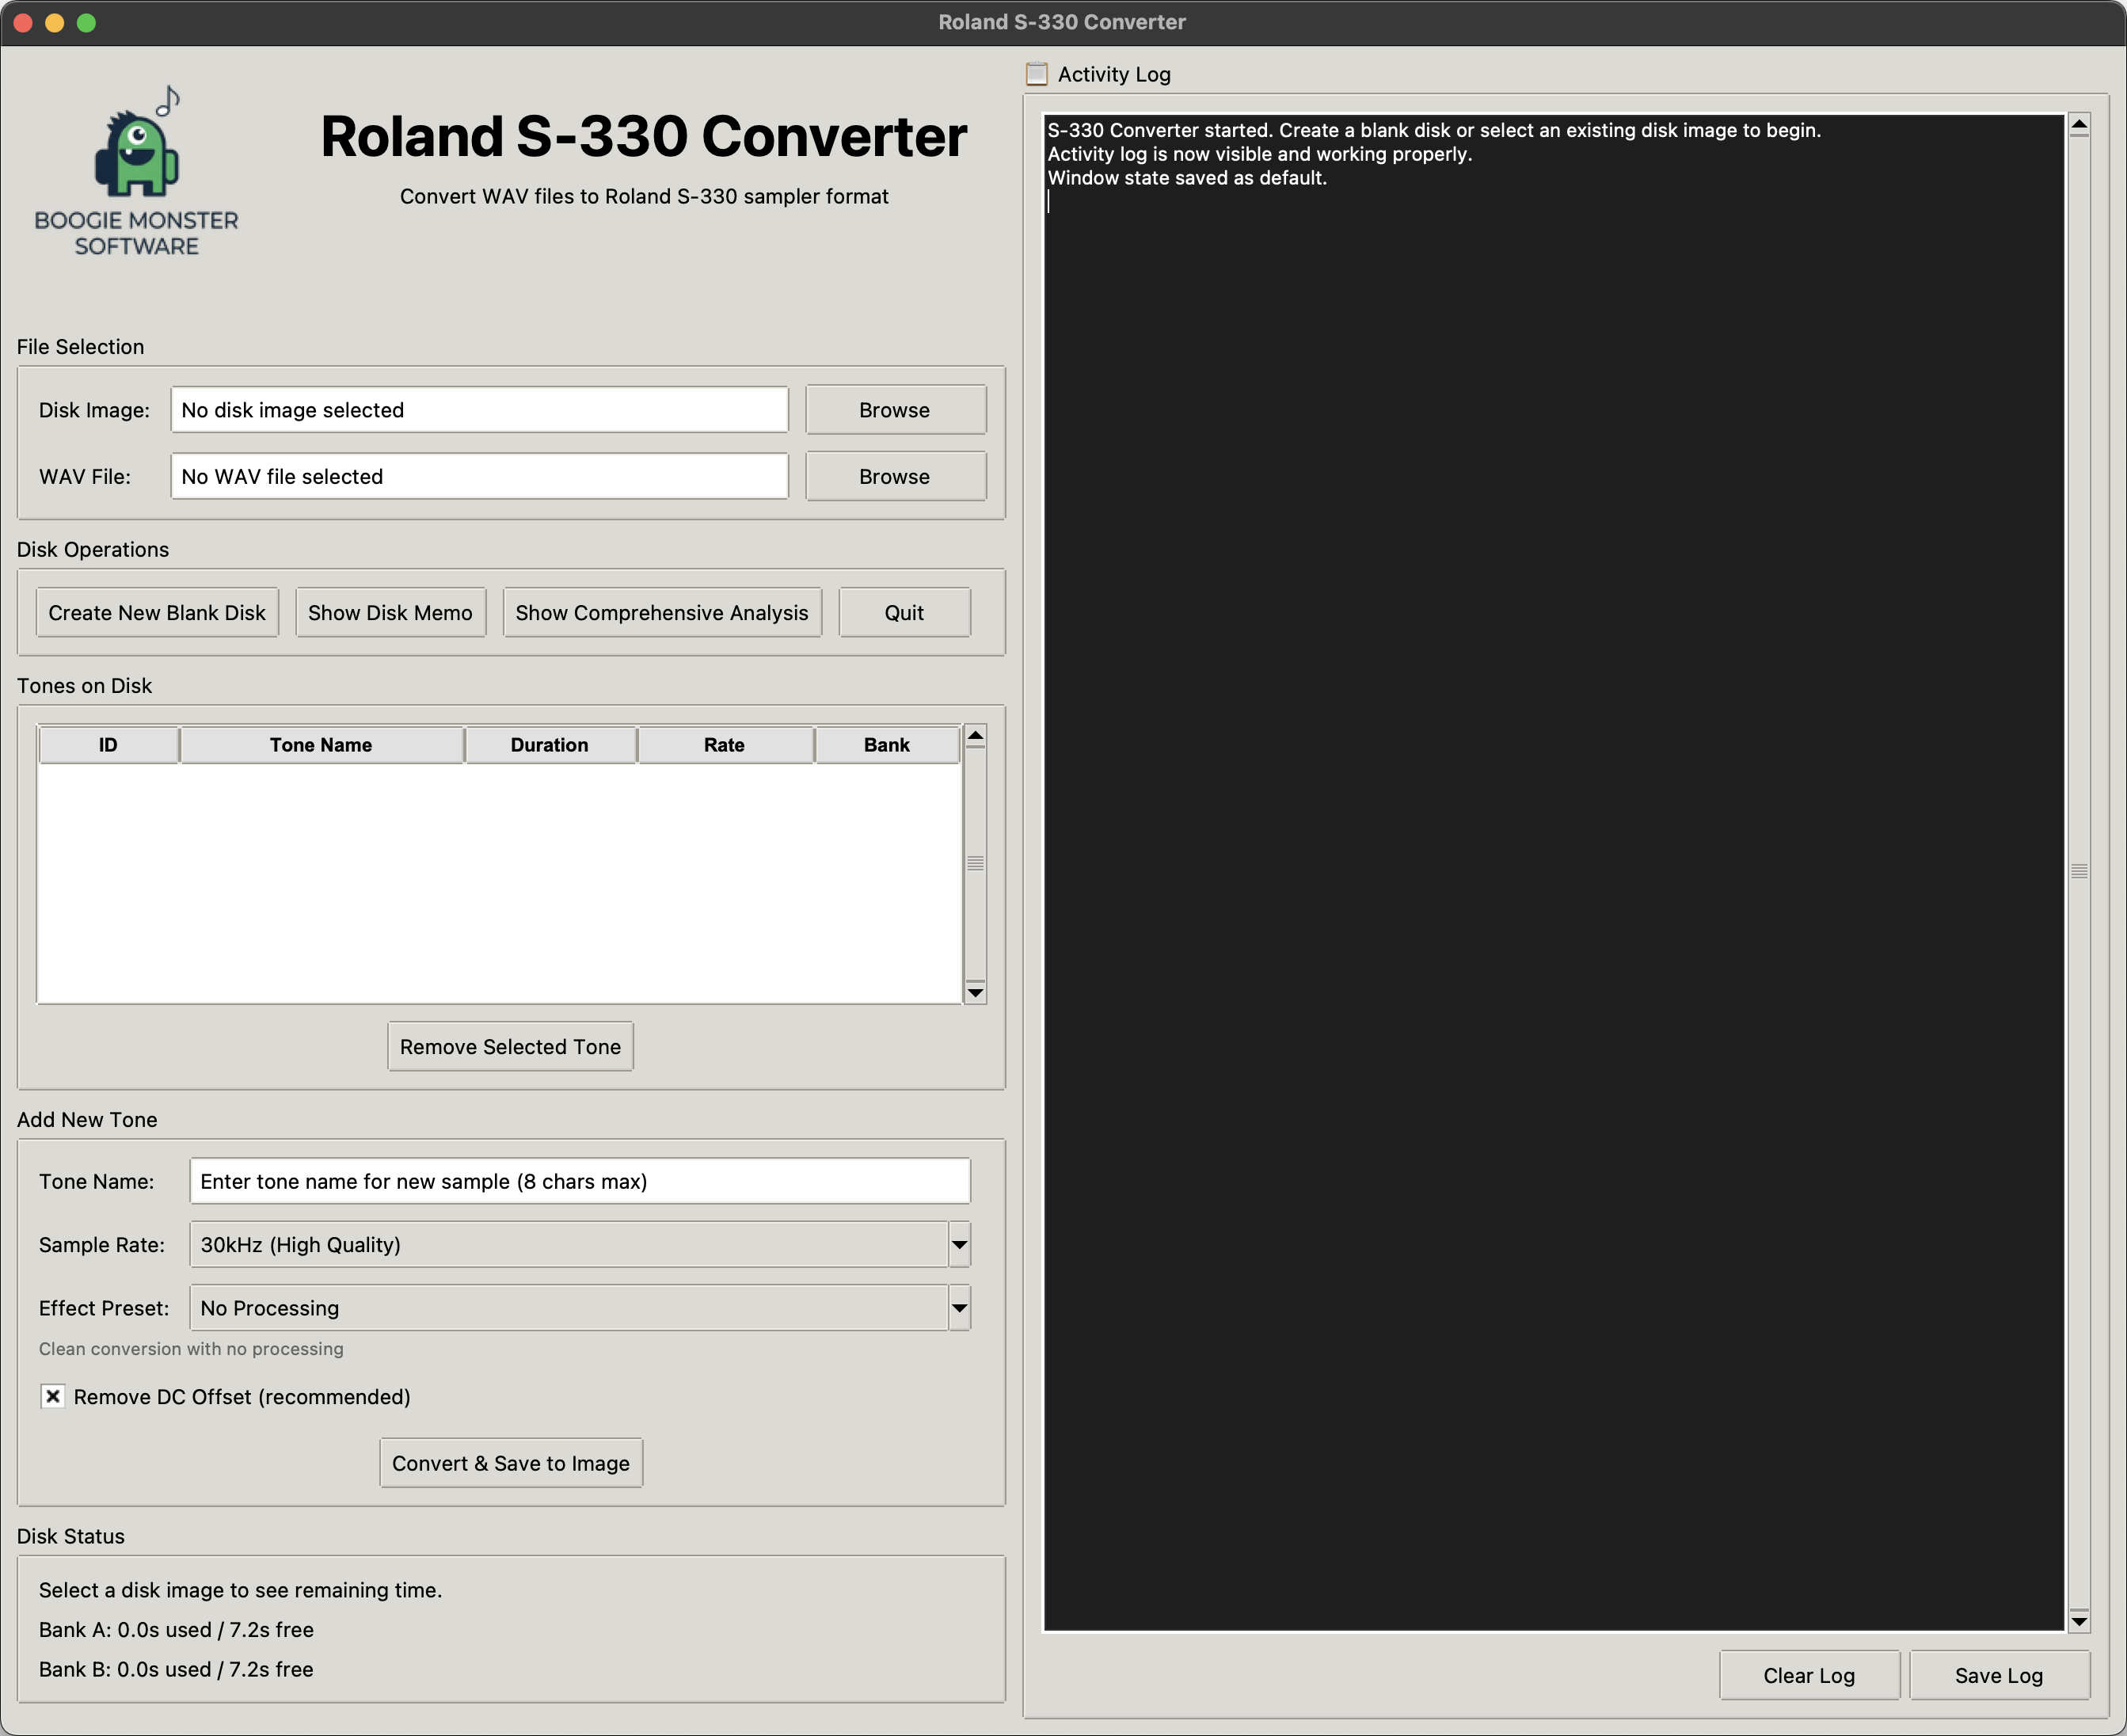 Roland S-330 Converter
BOOGIE MONSTER
SOFTWARE
Roland S-330 Converter
Convert WAV files to Roland S-330 sampler format
File Selection
Disk Image: No disk image selected Browse
WAV File: No WAV file selected Browse
Disk Operations
Create New Blank Disk Show Disk Memo Show Comprehensive Analysis Quit
Tones on Disk
ID Tone Name Duration Rate Bank
Remove Selected Tone
Add New Tone
Tone Name: Enter tone name for new sample (8 chars max)
Sample Rate: 30kHz (High Quality)
Effect Preset: No Processing
Clean conversion with no processing
Remove DC Offset (recommended)
Convert & Save to Image
Disk Status
Select a disk image to see remaining time.
Bank A: 0.0s used / 7.2s free
Bank B: 0.0s used / 7.2s free
Activity Log
S-330 Converter started. Create a blank disk or select an existing disk image to begin.
Activity log is now visible and working properly.
Window state saved as default.
Clear Log Save Log